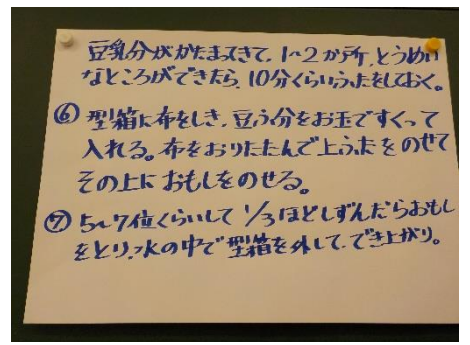 豆乳分がかたまってきて、1~2か所、とうめい
なところができたら、10分くらいふたをしておく。
⑥ 型箱に布をしき、豆ふ分をお玉ですくって
入れる。布をおりたたんで上ふたをのせて
その上におもしをのせる。
⑦ 5~7位くらいして 1/3ほどしずんだらおもし
をとり、水の中で型箱を外して、でき上がり。